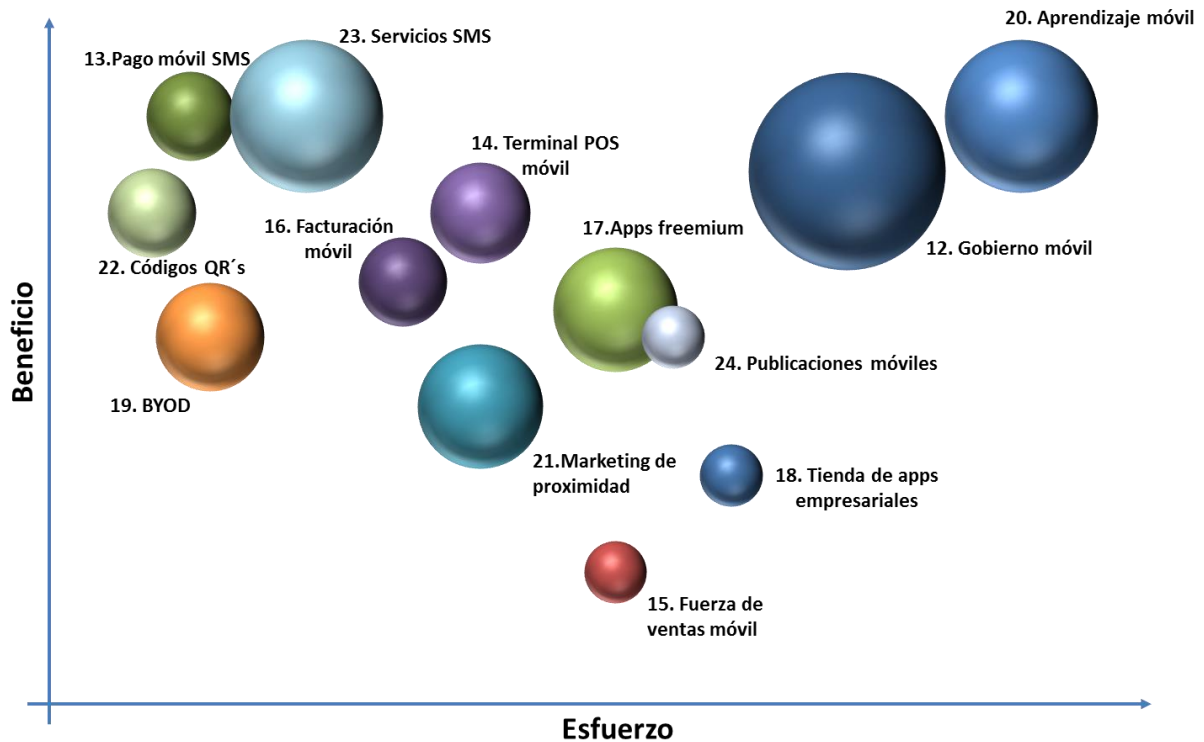 20. Aprendizaje móvil
23. Servicios SMS
13.Pago móvil SMS
14. Terminal POS
móvil
16. Facturación
móvil
17.Apps freemium
12. Gobierno móvil
22. Códigos QR´s
Beneficio
24. Publicaciones móviles
19. BYOD
21.Marketing de
proximidad
18. Tienda de apps
empresariales
15. Fuerza de
ventas móvil
Esfuerzo